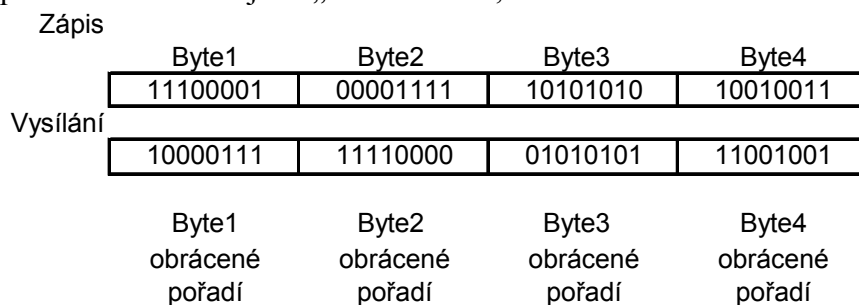 Zápis
Byte1 Byte2 Byte3 Byte4
11100001 00001111 10101010 10010011
Vysílání
10000111 11110000 01010101 11001001
Byte1 Byte2 Byte3 Byte4
obrácené obrácené obrácené obrácené
pořadí pořadí pořadí pořadí